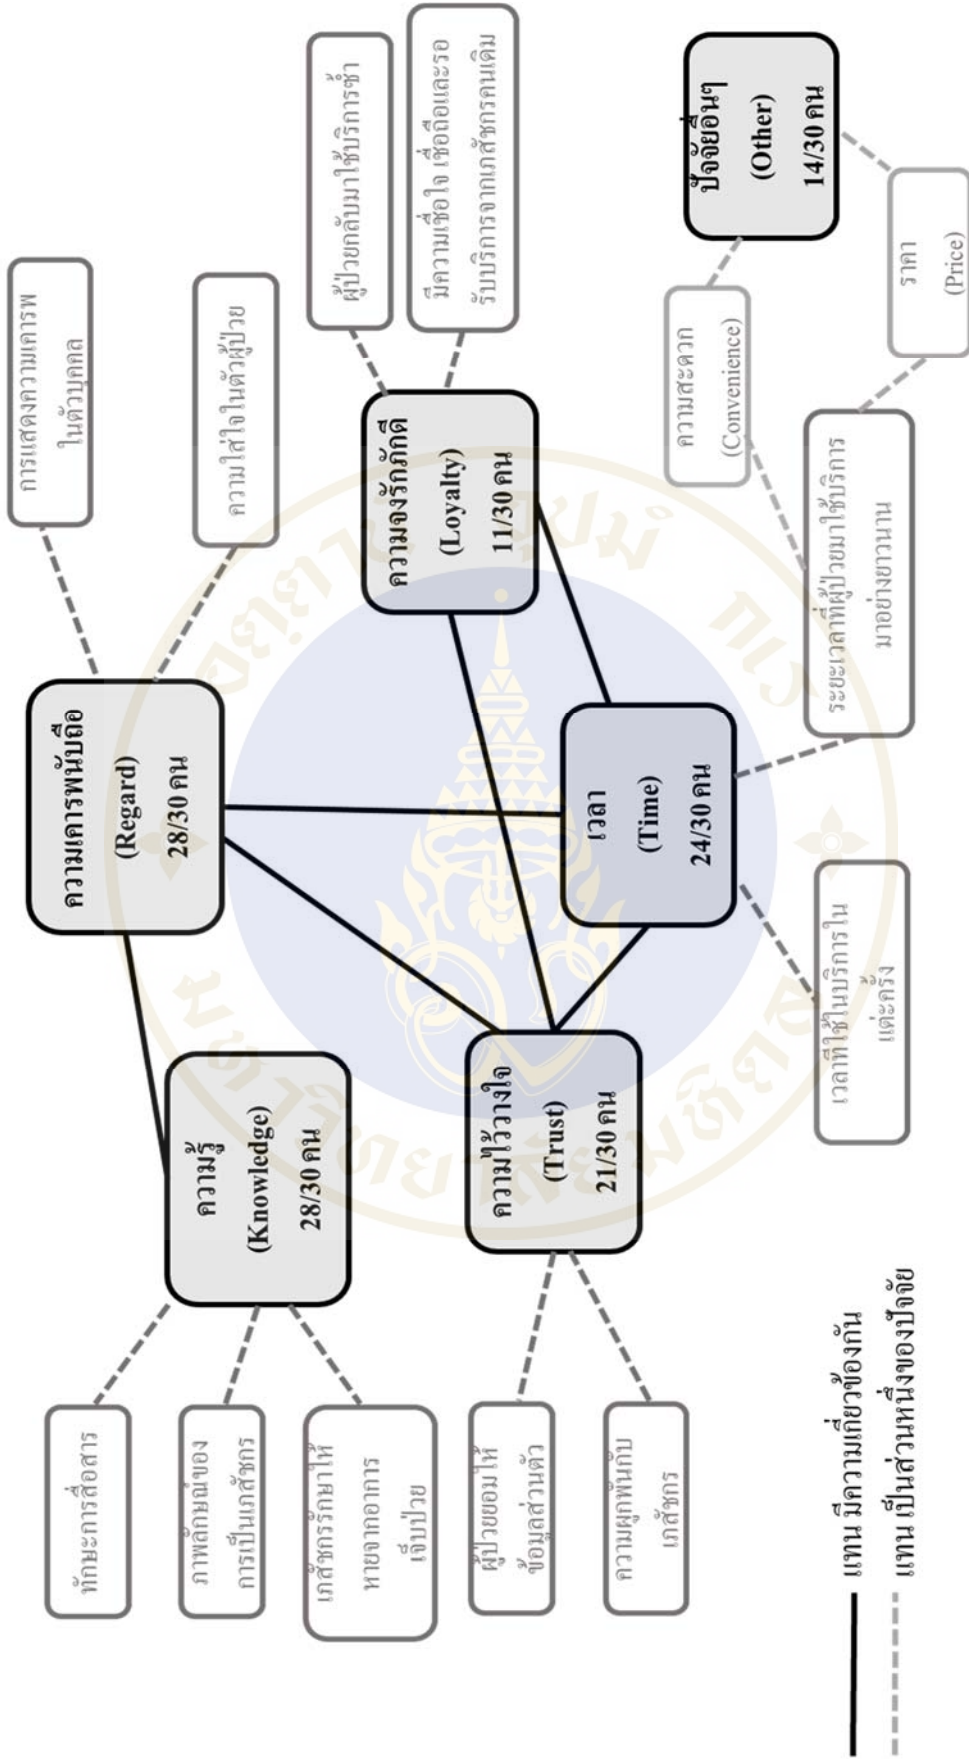 ทักษะการสื่อสาร
ภาพลักษณ์ของ
การเป็นเภสัชกร
เภสัชกรรักษาให้
หายจากอาการ
เจ็บป่วย
ผู้ป่วยยอมให้
ข้อมูลส่วนตัว
ความผูกพันกับ
เภสัชกร
ความรู้
(Knowledge)
28/30 คน
ความไว้วางใจ
(Trust)
21/30 คน
ความเคารพนับถือ
(Regard)
28/30 คน
เวลา
(Time)
24/30 คน
ความจงรักภักดี
(Loyalty)
11/30 คน
การแสดงความเคารพ
ในตัวบุคคล
ความใส่ใจในตัวผู้ป่วย
ผู้ป่วยกลับมาใช้บริการซ้ำ
มีความเชื่อใจ เชื่อถือและรอ
รับบริการจากเภสัชกรคนเดิม
เวลาที่ใช้ในบริการใน
แต่ละครั้ง
ระยะเวลาที่ผู้ป่วยมาใช้บริการ
มาอย่างยาวนาน
ความสะดวก
(Convenience)
ราคา
(Price)
ปัจจัยอื่นๆ
(Other)
14/30 คน
แทน มีความเกี่ยวข้องกัน
แทน เป็นส่วนหนึ่งของปัจจัย
มหาวิทยาลัยมหิดล